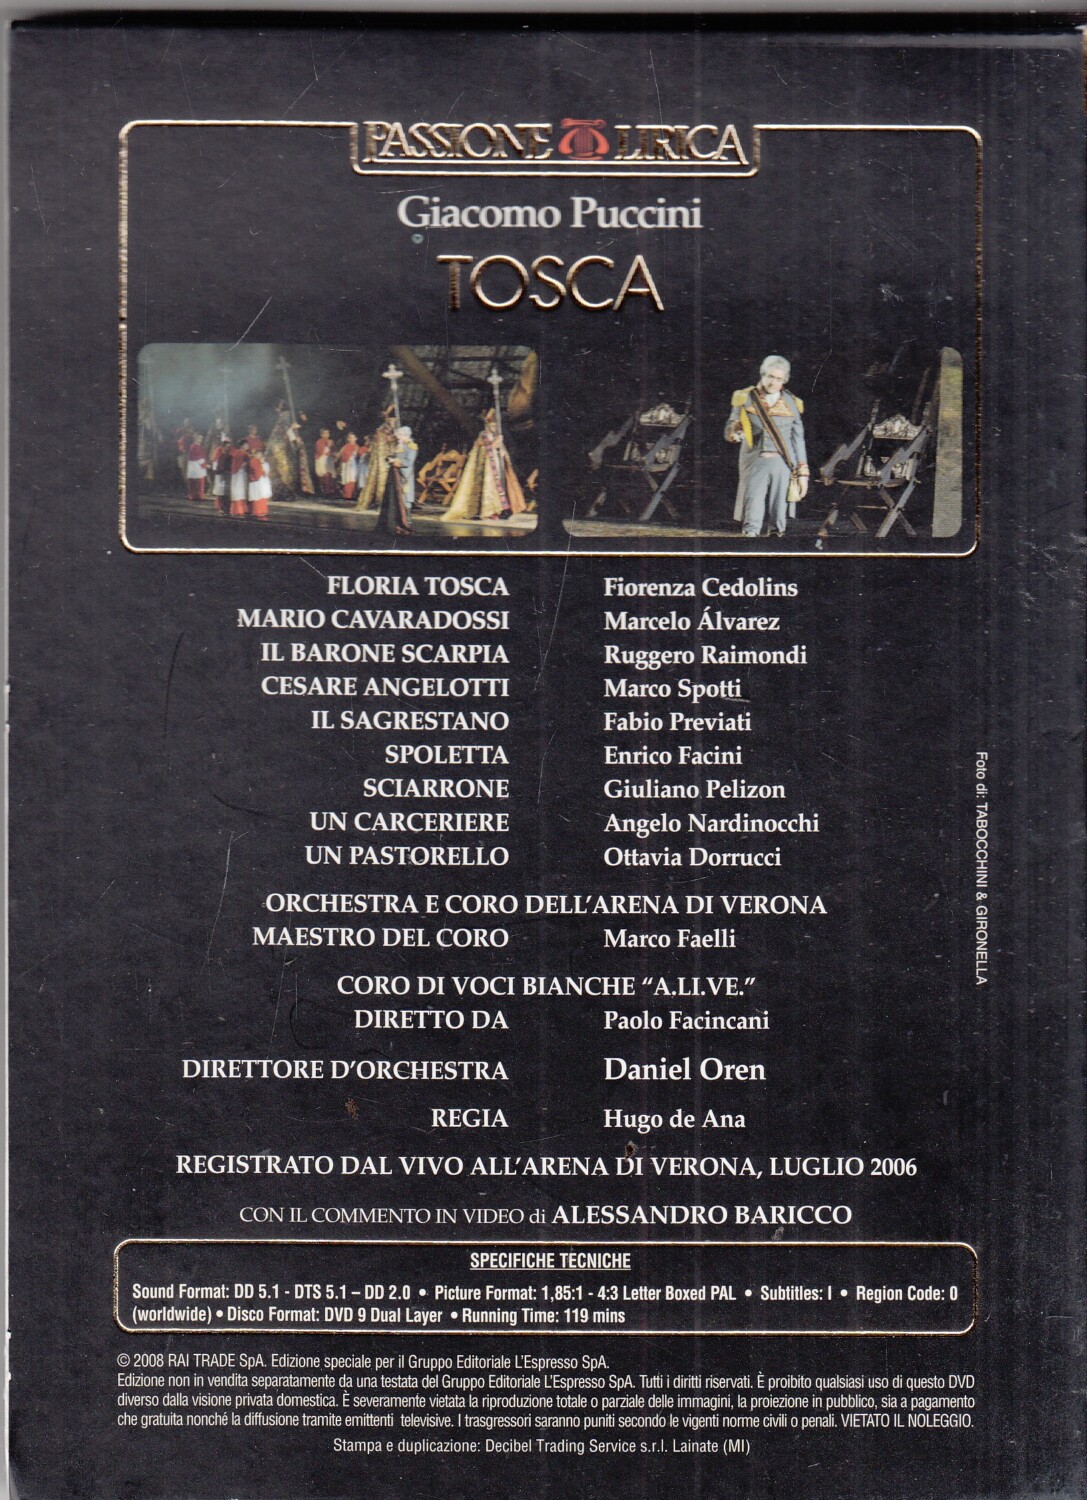 PASSIONE LIRICA
Giacomo Puccini
TOSCA
FLORIA TOSCA Fiorenza Cedolins
MARIO CAVARADOSSI Marcelo Álvarez
IL BARONE SCARPIA Ruggero Raimondi
CESARE ANGELOTTI Marco Spotti
IL SAGRESTANO Fabio Previati
SPOLETTA Enrico Facini
SCIARRONE Giuliano Pelizon
UN CARCERIERE Angelo Nardinocchi
UN PASTORELLO Ottavia Dorrucci
ORCHESTRA E CORO DELL'ARENA DI VERONA
MAESTRO DEL CORO Marco Faelli
CORO DI VOCI BIANCHE “A.LI.VE.”
DIRETTO DA Paolo Facincani
DIRETTORE D'ORCHESTRA Daniel Oren
REGIA Hugo de Ana
REGISTRATO DAL VIVO ALL'ARENA DI VERONA, LUGLIO 2006
CON IL COMMENTO IN VIDEO di ALESSANDRO BARICCO
Foto di: TABOCCHINI & GIRONELLA
SPECIFICHE TECNICHE
Sound Format: DD 5.1 - DTS 5.1 – DD 2.0 • Picture Format: 1,85:1 - 4:3 Letter Boxed PAL • Subtitles: I • Region Code: 0
(worldwide) • Disco Format: DVD 9 Dual Layer • Running Time: 119 mins
© 2008 RAI TRADE SpA. Edizione speciale per il Gruppo Editoriale L'Espresso SpA.
Edizione non in vendita separatamente da una testata del Gruppo Editoriale L'Espresso SpA. Tutti i diritti riservati. È proibito qualsiasi uso di questo DVD
diverso dalla visione privata domestica. È severamente vietata la riproduzione totale o parziale delle immagini, la proiezione in pubblico, sia a pagamento
che gratuita nonché la diffusione tramite emittenti televisive. I trasgressori saranno puniti secondo le vigenti norme civili o penali. VIETATO IL NOLEGGIO.
Stampa e duplicazione: Decibel Trading Service s.r.l. Lainate (MI)